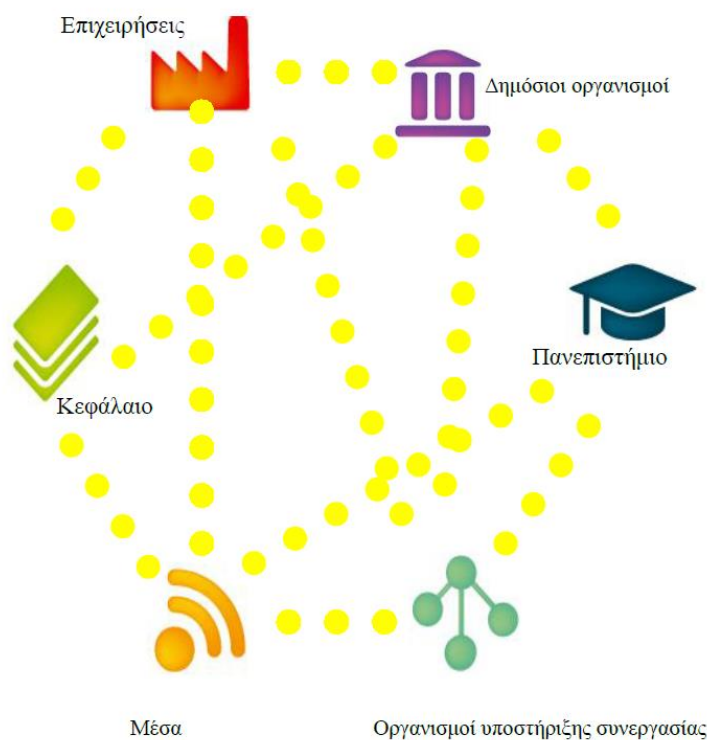 Επιχειρήσεις
Δημόσιοι οργανισμοί
Πανεπιστήμιο
Κεφάλαιο
Μέσα
Οργανισμοί υποστήριξης συνεργασίας